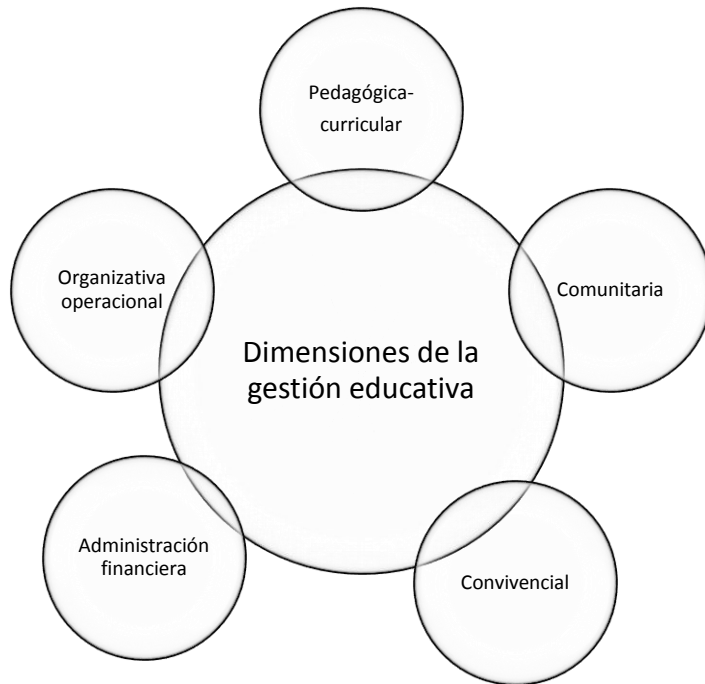 Pedagógica-
curricular
Organizativa
operacional
Comunitaria
Dimensiones de la
gestión educativa
Administración
financiera
Convivencial